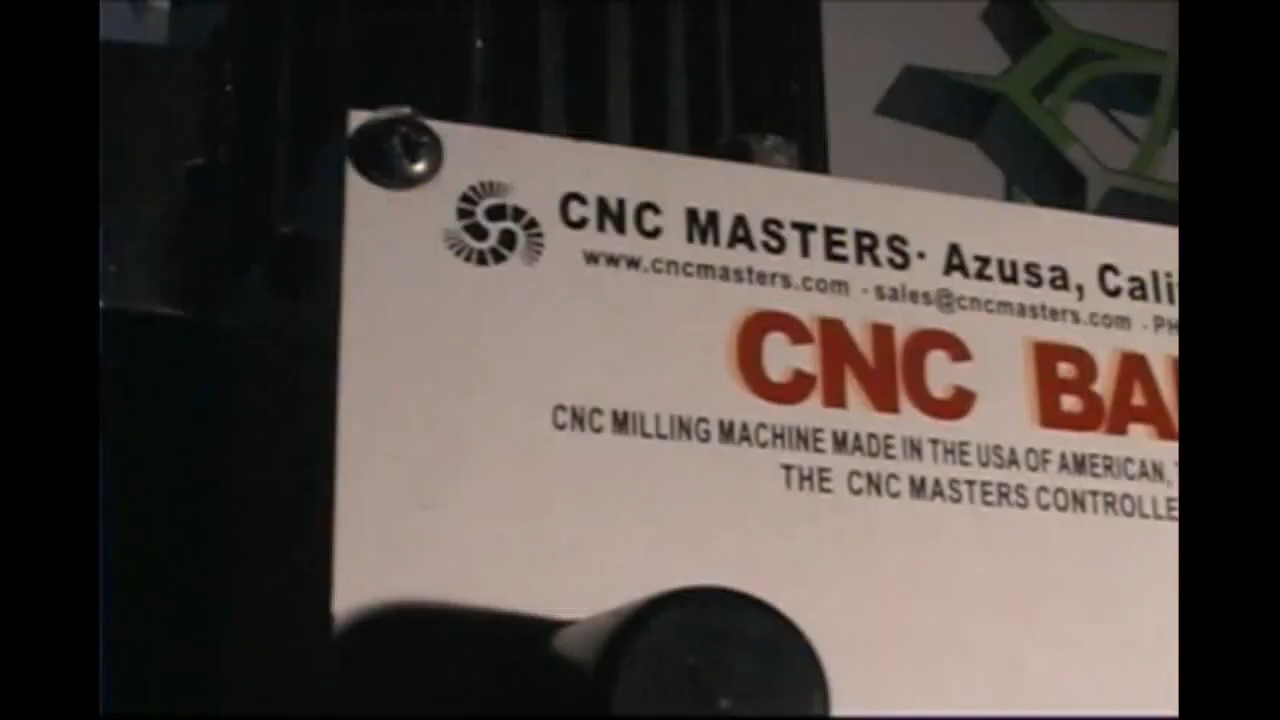 CNC MASTERS· Azusa, Cali
www.cncmasters.com - sales@cncmasters.com - PH
CNC BA
CNC MILLING MACHINE MADE IN THE USA OF AMERICAN,
THE CNC MASTERS CONTROLLE